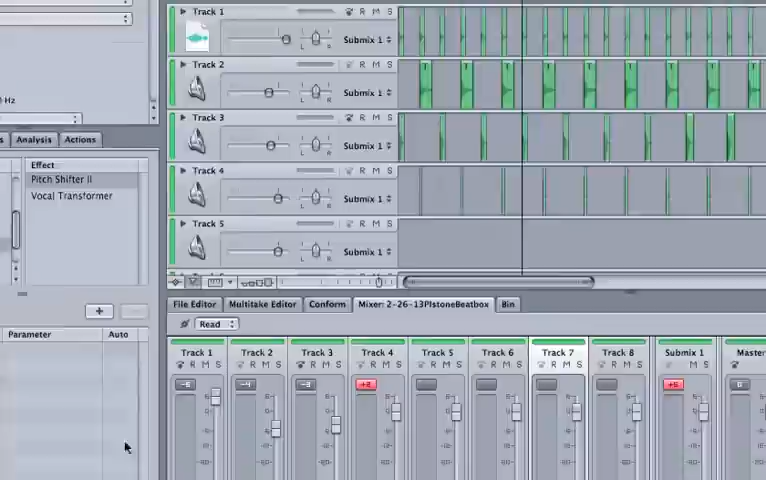 Track 1
R M S
Submix 1
Track 2
R M S
L R
Submix 1
Hz
Track 3
R M S
L R
Submix 1
Analysis
Actions
Effect
Pitch Shifter II
Vocal Transformer
Track 4
R M S
L R
Submix 1
Track 5
R M S
L R
Submix 1
File Editor
Multitake Editor
Conform
Mixer: 2-26-13PIstoneBeatbox
Bin
Read
Parameter
Auto
Track 1 Track 2 Track 3 Track 4 Track 5 Track 6 Track 7 Track 8 Submix 1 Master
R M S R M S R M S R M S R M S R M S R M S R M S R M S